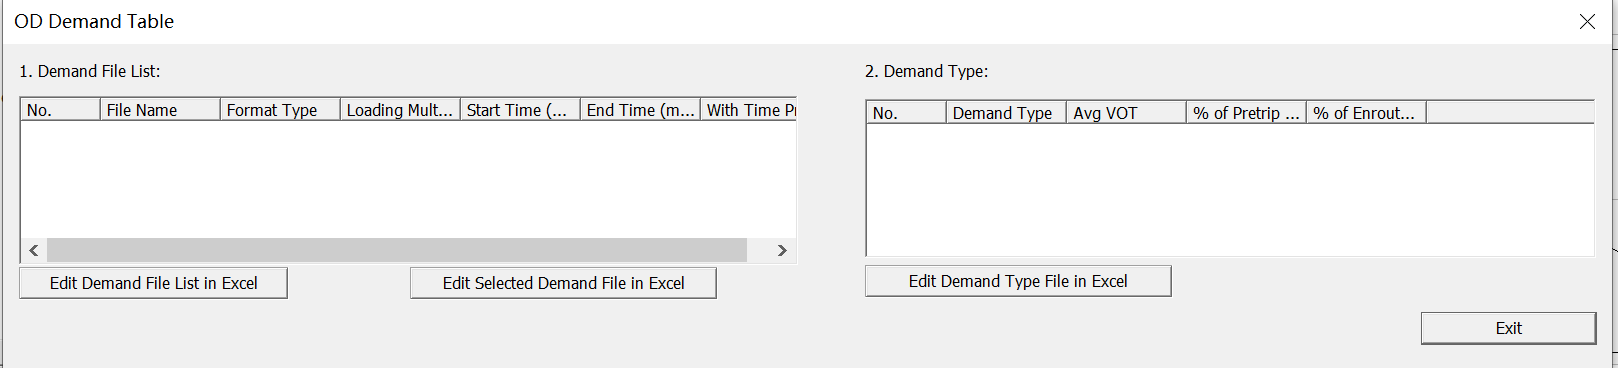 OD Demand Table
1. Demand File List:
No. File Name Format Type Loading Mult... Start Time (... End Time (m... With Time P
Edit Demand File List in Excel Edit Selected Demand File in Excel
2. Demand Type:
No. Demand Type Avg VOT % of Pretrip ... % of Enrout...
Edit Demand Type File in Excel
Exit